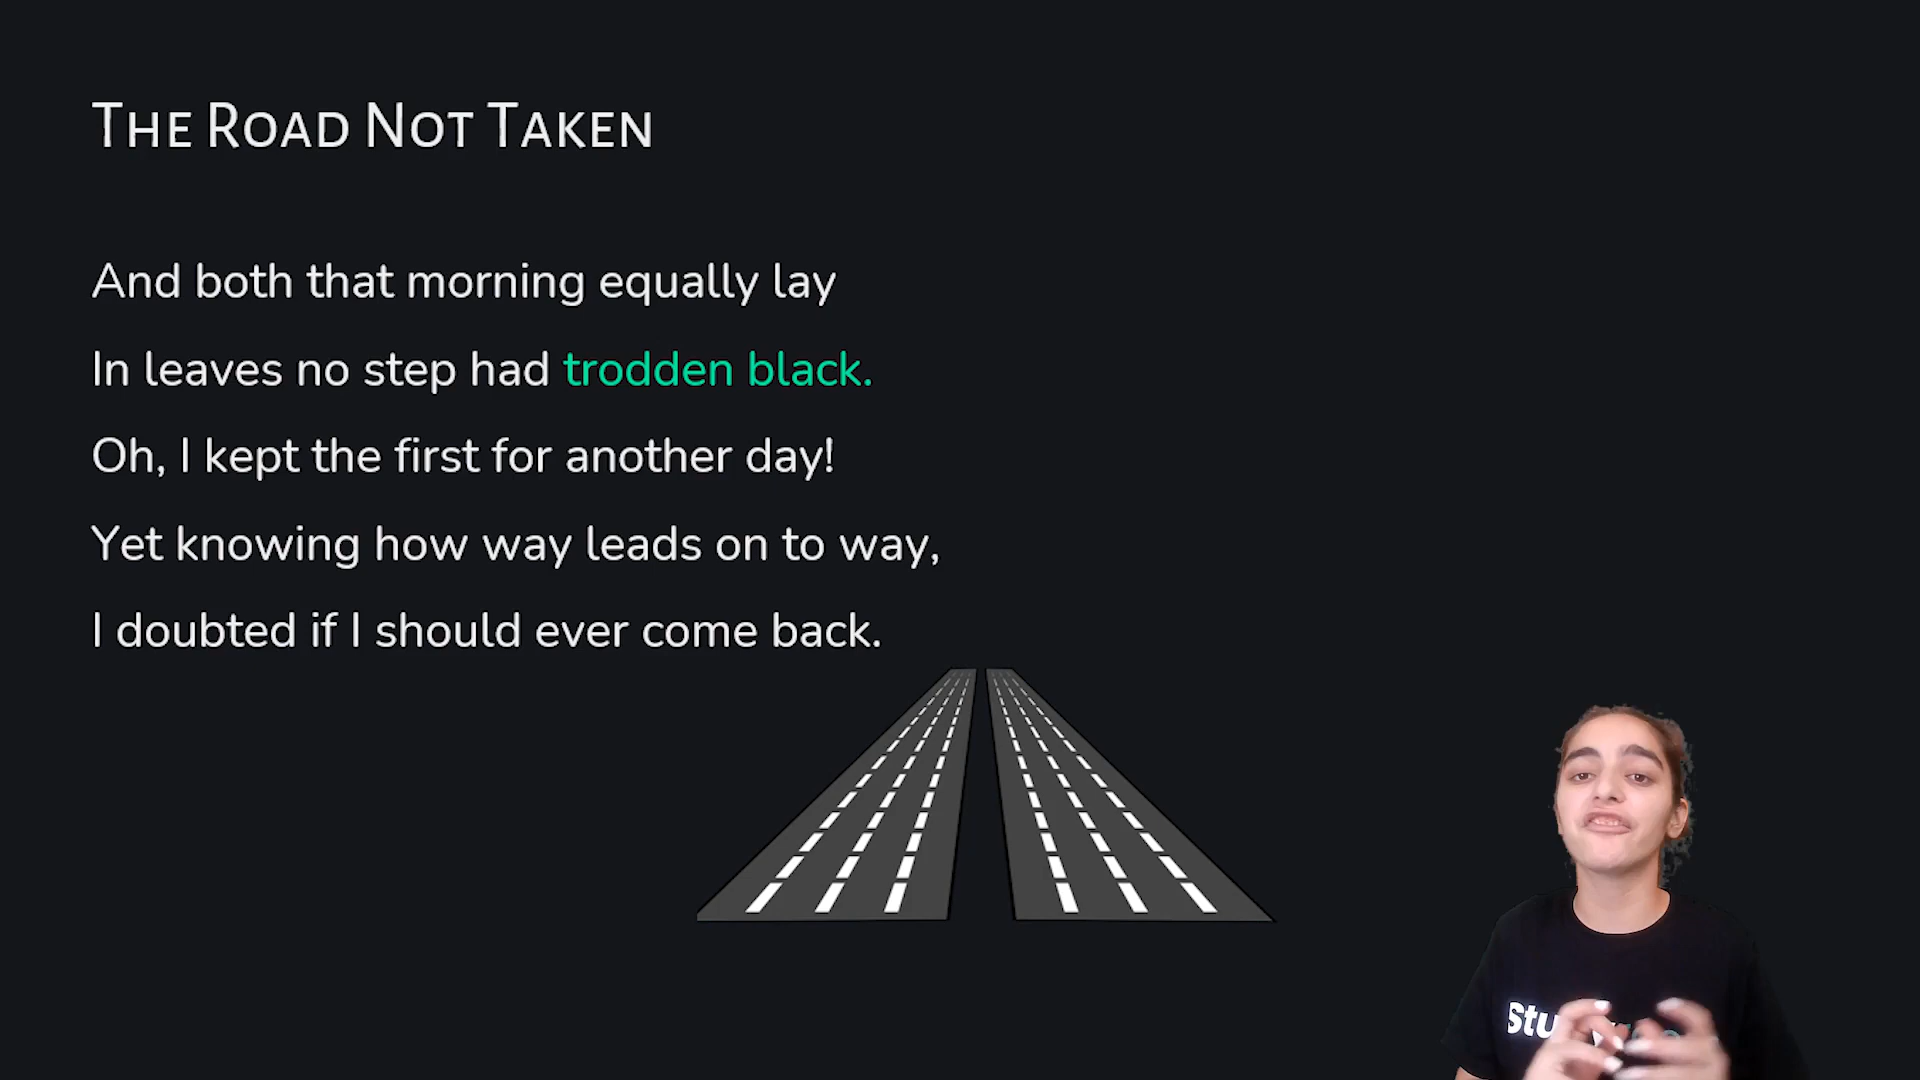 The Road Not Taken
And both that morning equally lay
In leaves no step had trodden black.
Oh, I kept the first for another day!
Yet knowing how way leads on to way,
I doubted if I should ever come back.